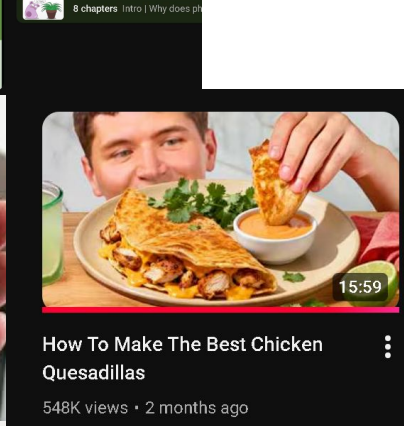 8 chapters Intro | Why does ph
15:59
How To Make The Best Chicken
Quesadillas
548K views • 2 months ago